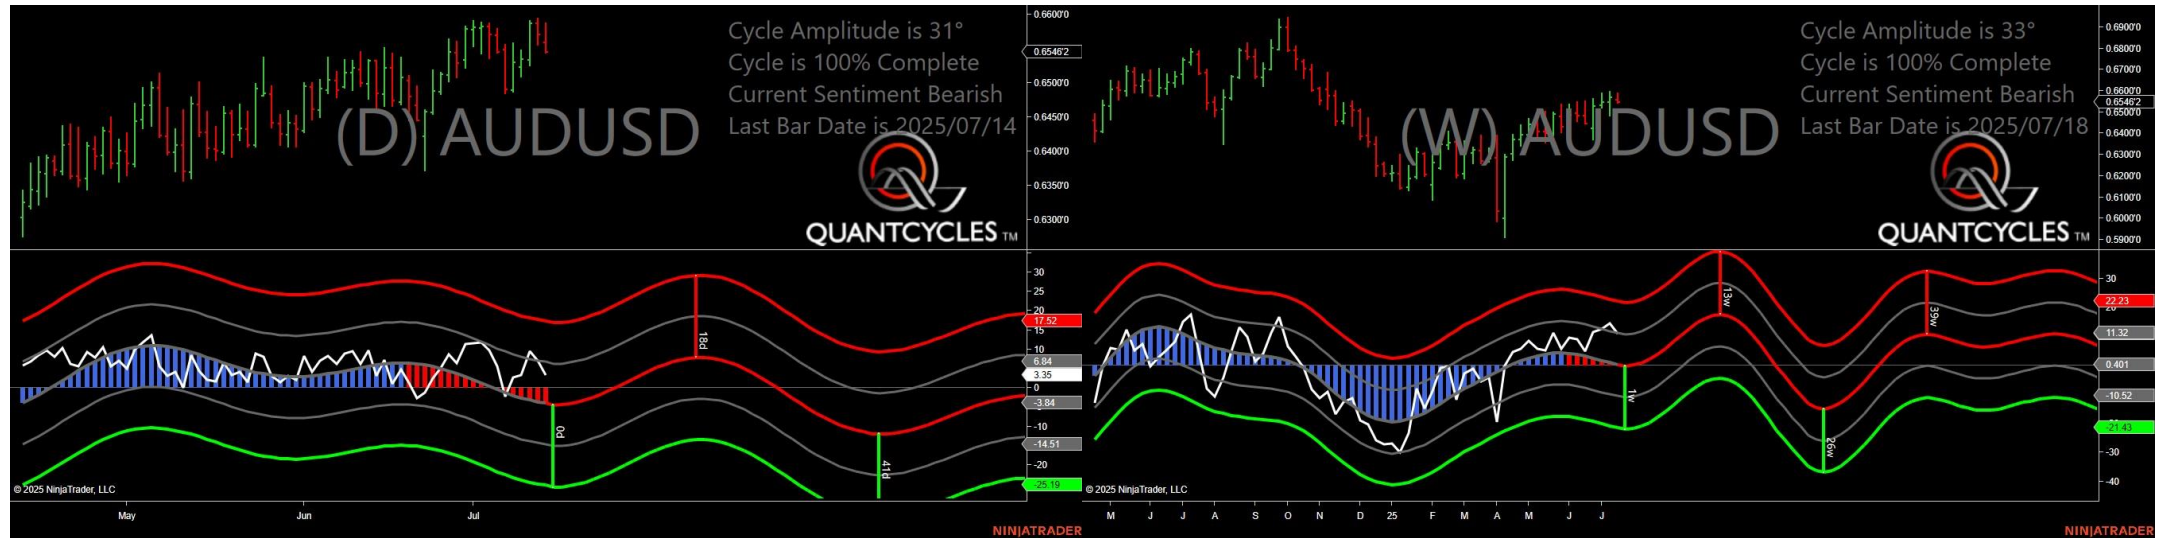 Cycle Amplitude is 31°
Cycle is 100% Complete
Current Sentiment Bearish
Last Bar Date is 2025/07/14
(D) AUDUSD
QUANTCYCLES TM
0.6600'0
0.6546'2
0.6500'0
0.6450'0
0.6400'0
0.6350'0
0.6300'0
30
25
20
17.52
15
10
6.84
3.35
0
-3.84
-10
-14.51
-20
-25.19
18d
0d
41d
© 2025 NinjaTrader, LLC
May Jun Jul
NINJATRADER
Cycle Amplitude is 33°
Cycle is 100% Complete
Current Sentiment Bearish
Last Bar Date is 2025/07/18
(W) AUDUSD
QUANTCYCLES TM
0.6900'0
0.6800'0
0.6700'0
0.6600'0
0.6546'2
0.6500'0
0.6400'0
0.6300'0
0.6200'0
0.6100'0
0.6000'0
0.5900'0
30
22.23
11.32
0.401
-10.52
-21.43
-30
-40
13w
39w
1w
26w
© 2025 NinjaTrader, LLC
M J J A S O N D 25 F M A M J J
NINJATRADER